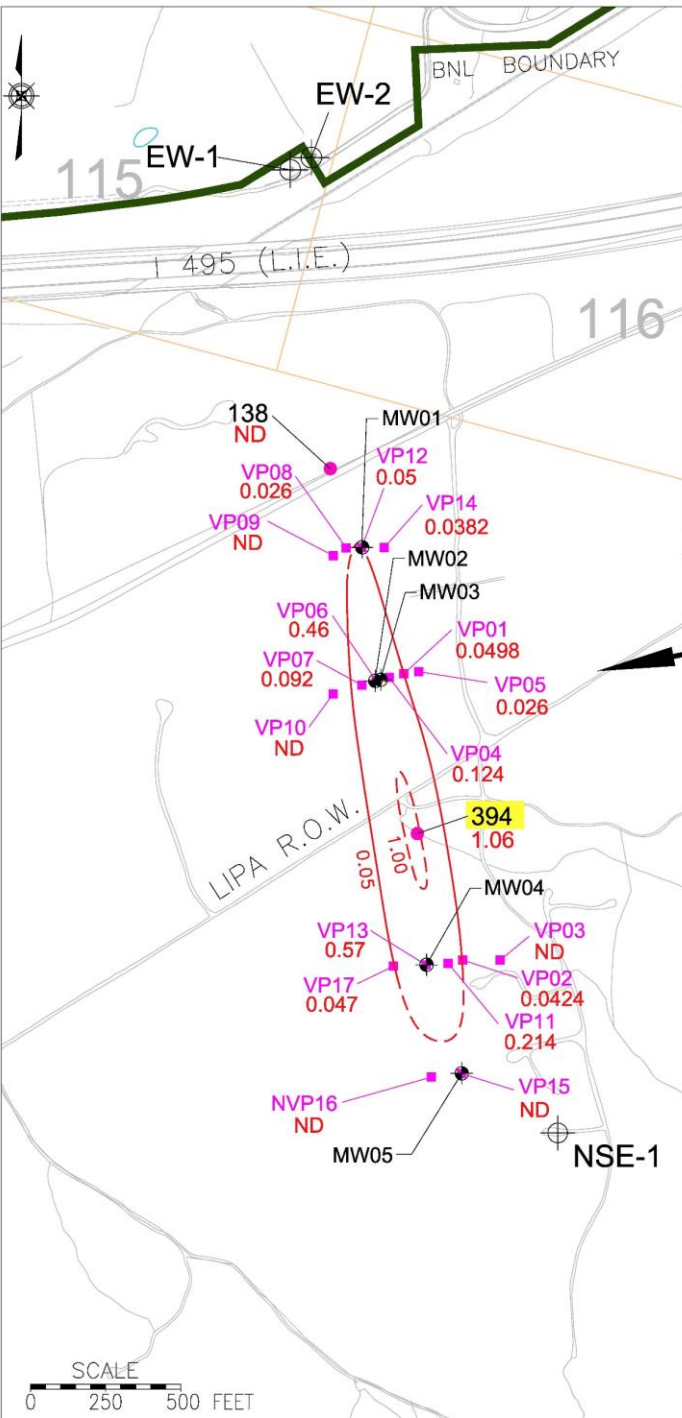 BNL BOUNDARY
EW-2
EW-1
115
I 495 (L.I.E.)
116
138
ND
MW01
VP08
0.026
VP12
0.05
VP14
0.0382
VP09
ND
MW02
MW03
VP06
0.46
VP01
0.0498
VP07
0.092
VP05
0.026
VP10
ND
VP04
0.124
LIPA R.O.W.
0.05
1.00
394
1.06
MW04
VP13
0.57
VP03
ND
VP17
0.047
VP02
0.0424
VP11
0.214
NVP16
ND
VP15
ND
MW05
NSE-1
SCALE
0 250 500 FEET